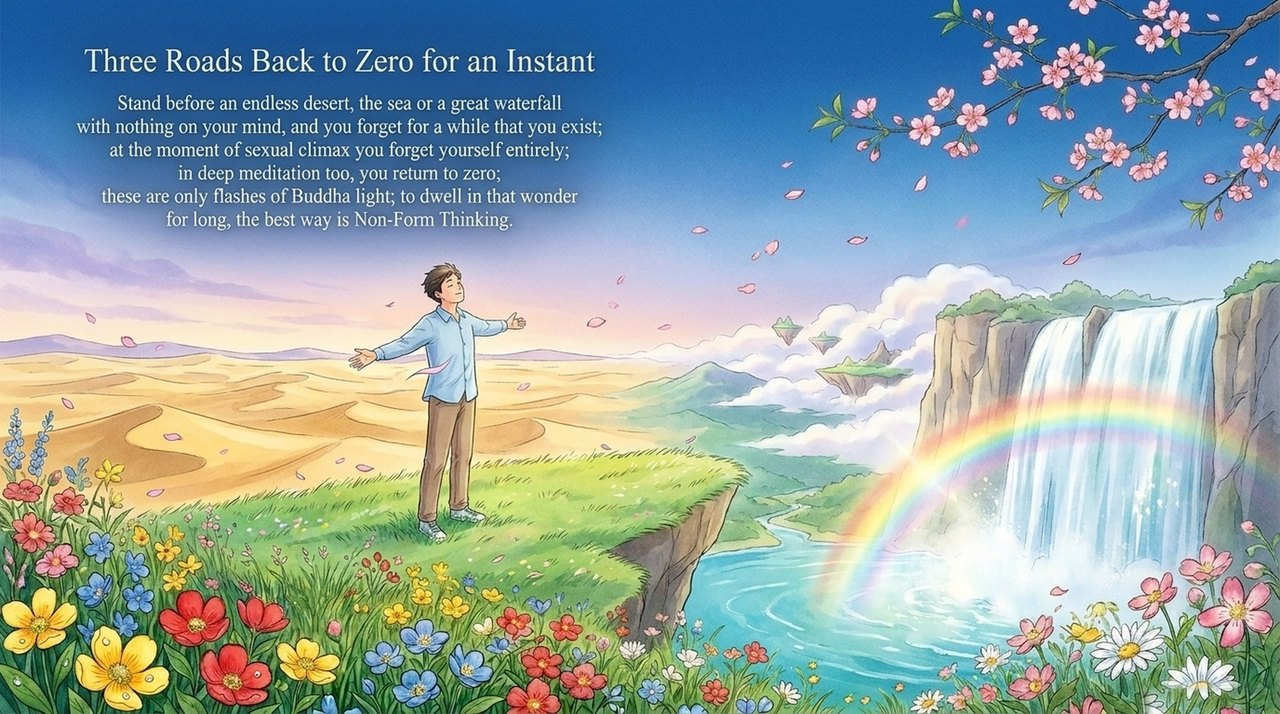 Three Roads Back to Zero for an Instant
Stand before an endless desert, the sea or a great waterfall
with nothing on your mind, and you forget for a while that you exist;
at the moment of sexual climax you forget yourself entirely;
in deep meditation too, you return to zero;
these are only flashes of Buddha light; to dwell in that wonder
for long, the best way is Non-Form Thinking.